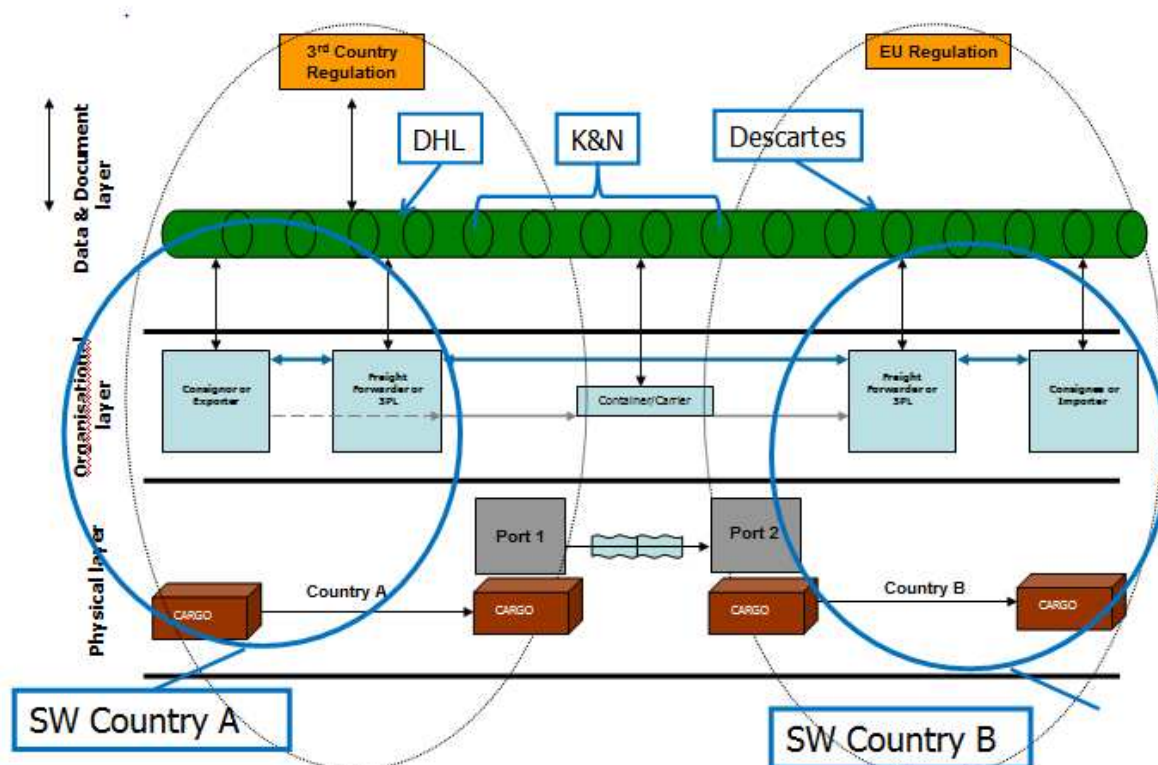 3rd Country
Regulation
EU Regulation
DHL
K&N
Descartes
Data & Document
layer
Organisational
layer
Consignor or
Exporter
Freight
Forwarder or
3PL
Container/Carrier
Freight
Forwarder or
3PL
Consignee or
Importer
Physical layer
Port 1
Port 2
Country A
Country B
CARGO
CARGO
CARGO
CARGO
SW Country A
SW Country B